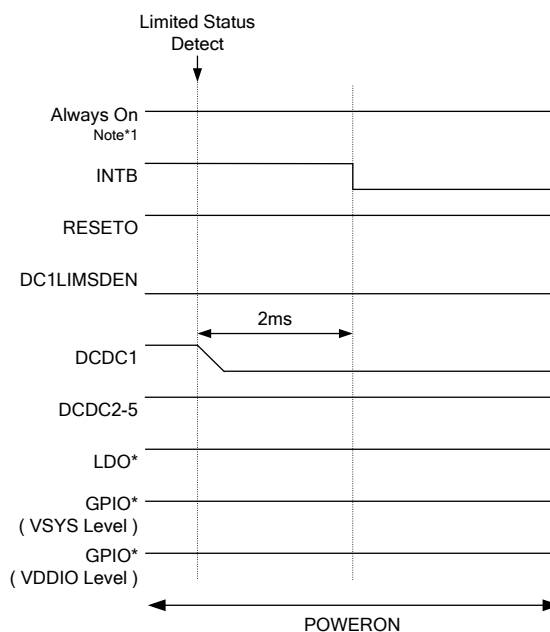 Limited Status
Detect
Always On
Note*1
INTB
RESETO
DC1LIMSDEN
2ms
DCDC1
DCDC2-5
LDO*
GPIO*
( VSYS Level )
GPIO*
( VDDIO Level )
POWERON